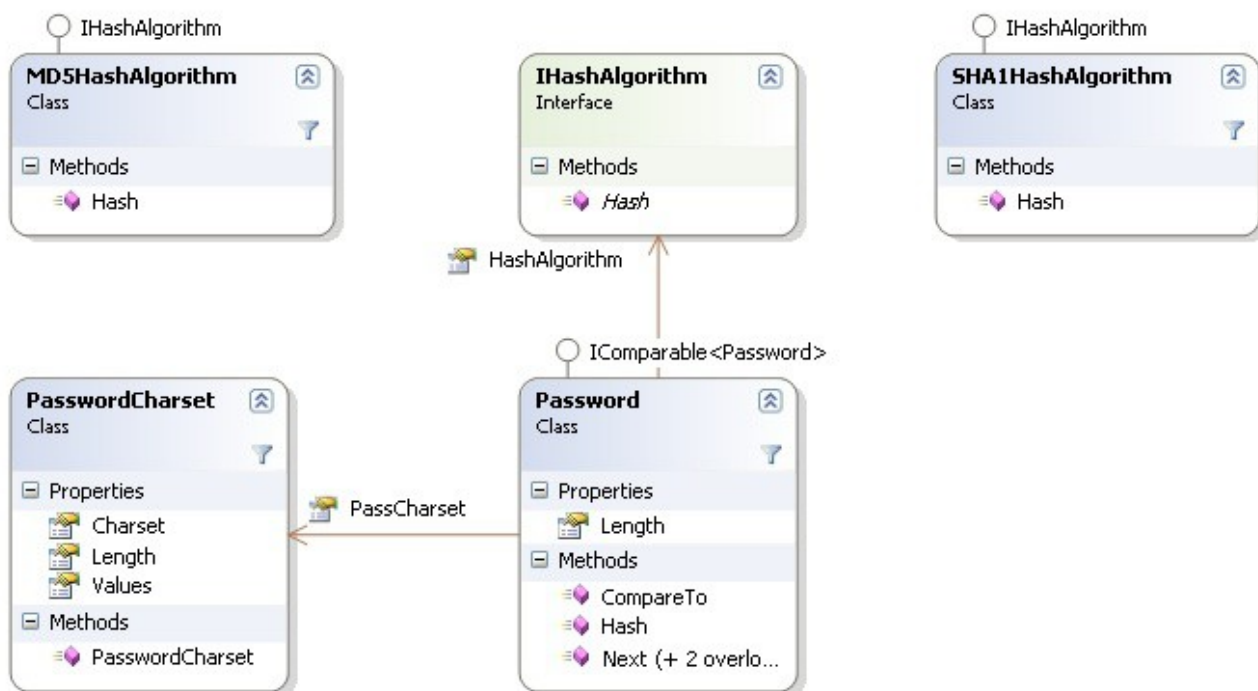 IHashAlgorithm
MD5HashAlgorithm
Class
Methods
Hash
IHashAlgorithm
Interface
Methods
Hash
IHashAlgorithm
SHA1HashAlgorithm
Class
Methods
Hash
HashAlgorithm
IComparable<Password>
PasswordCharset
Class
Properties
Charset
Length
Values
Methods
PasswordCharset
PassCharset
Password
Class
Properties
Length
Methods
CompareTo
Hash
Next (+ 2 overlo...